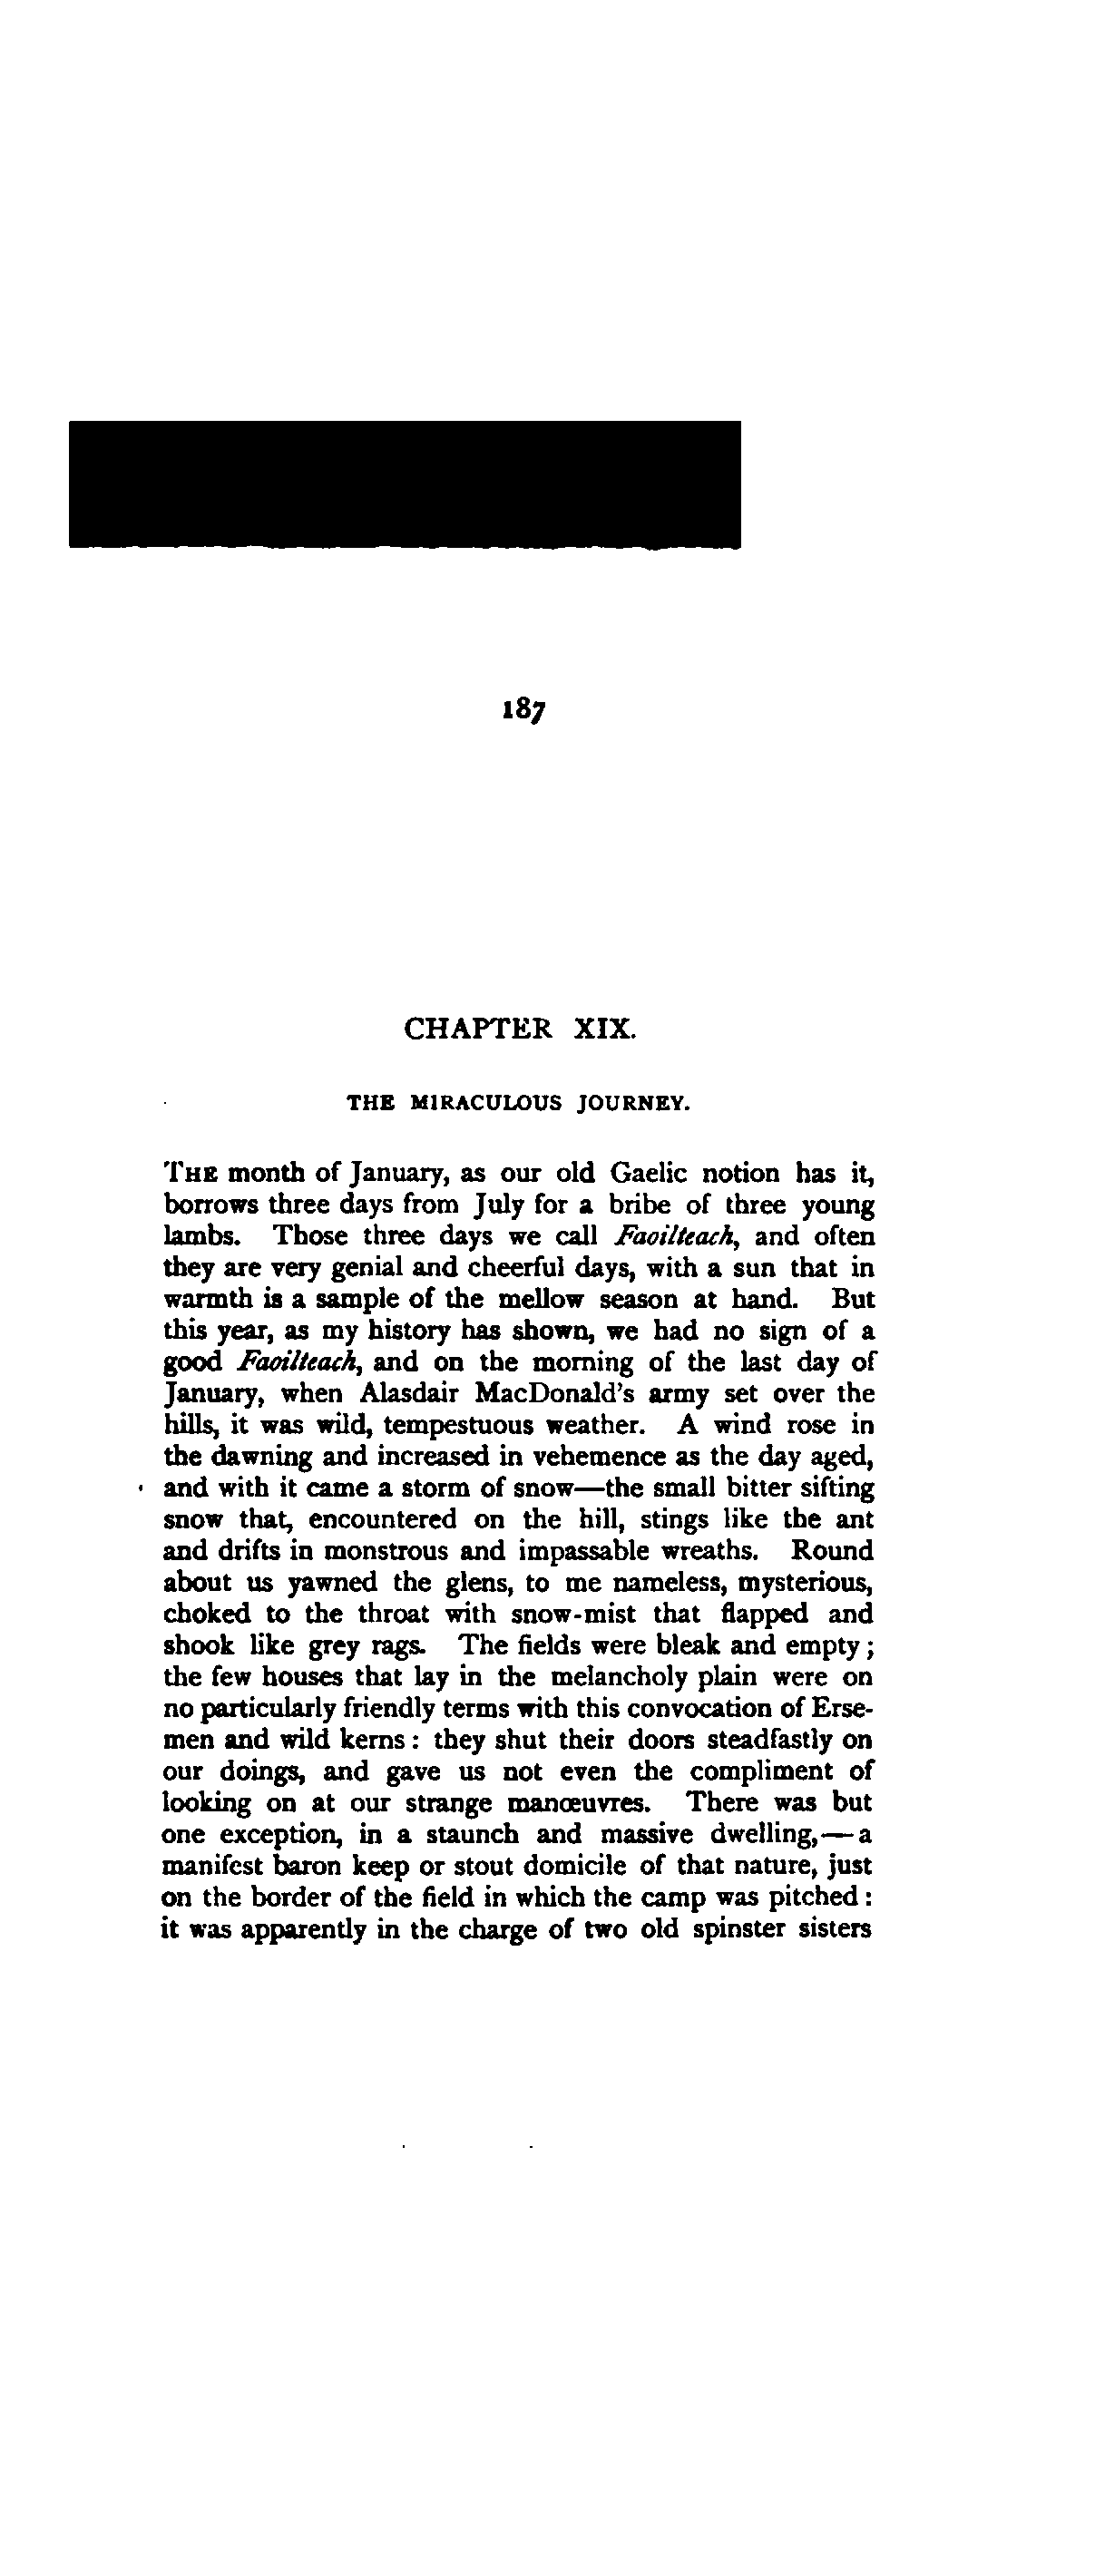 187
CHAPTER XIX.
THE MIRACULOUS JOURNEY.
THE month of January, as our old Gaelic notion has it,
borrows three days from July for a bribe of three young
lambs. Those three days we call Faoilteach, and often
they are very genial and cheerful days, with a sun that in
warmth is a sample of the mellow season at hand. But
this year, as my history has shown, we had no sign of a
good Faoilteach, and on the morning of the last day of
January, when Alasdair MacDonald's army set over the
hills, it was wild, tempestuous weather. A wind rose in
the dawning and increased in vehemence as the day aged,
and with it came a storm of snow—the small bitter sifting
snow that, encountered on the hill, stings like the ant
and drifts in monstrous and impassable wreaths. Round
about us yawned the glens, to me nameless, mysterious,
choked to the throat with snow-mist that flapped and
shook like grey rags. The fields were bleak and empty;
the few houses that lay in the melancholy plain were on
no particularly friendly terms with this convocation of Erse-
men and wild kerns: they shut their doors steadfastly on
our doings, and gave us not even the compliment of
looking on at our strange manœuvres. There was but
one exception, in a staunch and massive dwelling,—a
manifest baron keep or stout domicile of that nature, just
on the border of the field in which the camp was pitched:
it was apparently in the charge of two old spinster sisters